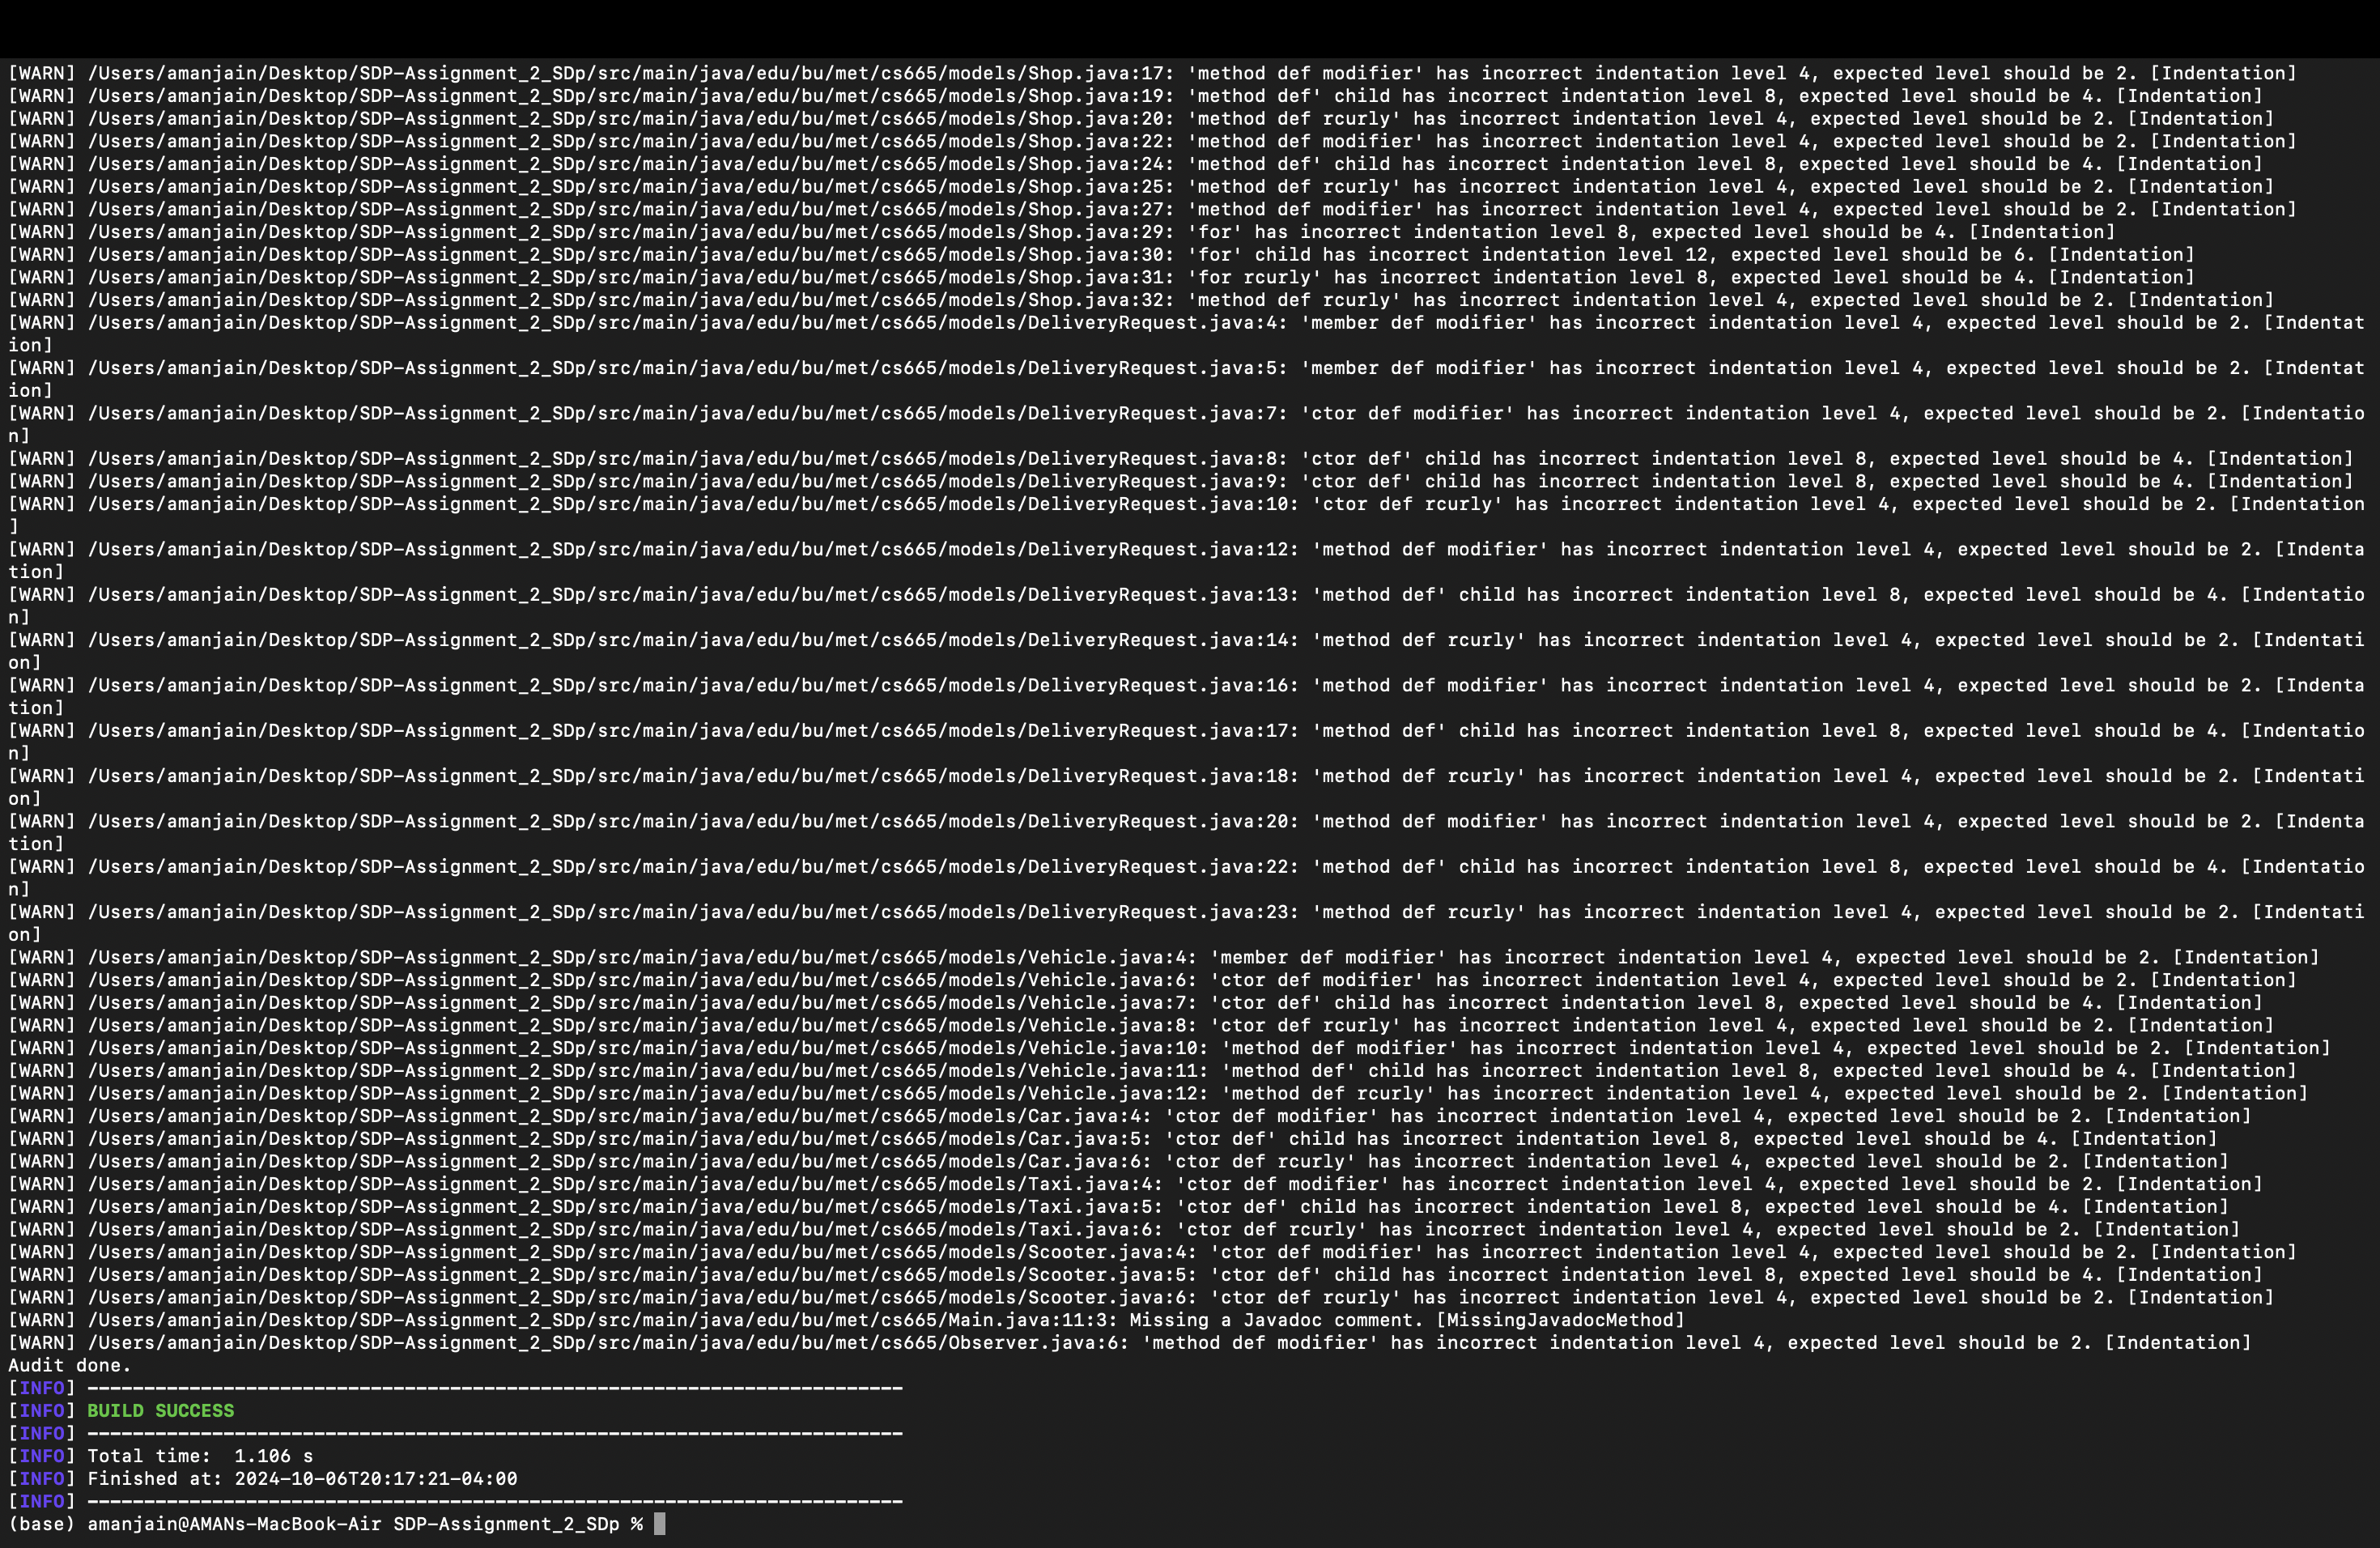 [WARN] /Users/amanjain/Desktop/SDP-Assignment_2_SDp/src/main/java/edu/bu/met/cs665/models/Shop.java:17: 'method def modifier' has incorrect indentation level 4, expected level should be 2. [Indentation]
[WARN] /Users/amanjain/Desktop/SDP-Assignment_2_SDp/src/main/java/edu/bu/met/cs665/models/Shop.java:19: 'method def' child has incorrect indentation level 8, expected level should be 4. [Indentation]
[WARN] /Users/amanjain/Desktop/SDP-Assignment_2_SDp/src/main/java/edu/bu/met/cs665/models/Shop.java:20: 'method def rcurly' has incorrect indentation level 4, expected level should be 2. [Indentation]
[WARN] /Users/amanjain/Desktop/SDP-Assignment_2_SDp/src/main/java/edu/bu/met/cs665/models/Shop.java:22: 'method def modifier' has incorrect indentation level 4, expected level should be 2. [Indentation]
[WARN] /Users/amanjain/Desktop/SDP-Assignment_2_SDp/src/main/java/edu/bu/met/cs665/models/Shop.java:24: 'method def' child has incorrect indentation level 8, expected level should be 4. [Indentation]
[WARN] /Users/amanjain/Desktop/SDP-Assignment_2_SDp/src/main/java/edu/bu/met/cs665/models/Shop.java:25: 'method def rcurly' has incorrect indentation level 4, expected level should be 2. [Indentation]
[WARN] /Users/amanjain/Desktop/SDP-Assignment_2_SDp/src/main/java/edu/bu/met/cs665/models/Shop.java:27: 'method def modifier' has incorrect indentation level 4, expected level should be 2. [Indentation]
[WARN] /Users/amanjain/Desktop/SDP-Assignment_2_SDp/src/main/java/edu/bu/met/cs665/models/Shop.java:29: 'for' has incorrect indentation level 8, expected level should be 4. [Indentation]
[WARN] /Users/amanjain/Desktop/SDP-Assignment_2_SDp/src/main/java/edu/bu/met/cs665/models/Shop.java:30: 'for' child has incorrect indentation level 12, expected level should be 6. [Indentation]
[WARN] /Users/amanjain/Desktop/SDP-Assignment_2_SDp/src/main/java/edu/bu/met/cs665/models/Shop.java:31: 'for rcurly' has incorrect indentation level 8, expected level should be 4. [Indentation]
[WARN] /Users/amanjain/Desktop/SDP-Assignment_2_SDp/src/main/java/edu/bu/met/cs665/models/Shop.java:32: 'method def rcurly' has incorrect indentation level 4, expected level should be 2. [Indentation]
[WARN] /Users/amanjain/Desktop/SDP-Assignment_2_SDp/src/main/java/edu/bu/met/cs665/models/DeliveryRequest.java:4: 'member def modifier' has incorrect indentation level 4, expected level should be 2. [Indentat
ion]
[WARN] /Users/amanjain/Desktop/SDP-Assignment_2_SDp/src/main/java/edu/bu/met/cs665/models/DeliveryRequest.java:5: 'member def modifier' has incorrect indentation level 4, expected level should be 2. [Indentat
ion]
[WARN] /Users/amanjain/Desktop/SDP-Assignment_2_SDp/src/main/java/edu/bu/met/cs665/models/DeliveryRequest.java:7: 'ctor def modifier' has incorrect indentation level 4, expected level should be 2. [Indentatio
n]
[WARN] /Users/amanjain/Desktop/SDP-Assignment_2_SDp/src/main/java/edu/bu/met/cs665/models/DeliveryRequest.java:8: 'ctor def' child has incorrect indentation level 8, expected level should be 4. [Indentation]
[WARN] /Users/amanjain/Desktop/SDP-Assignment_2_SDp/src/main/java/edu/bu/met/cs665/models/DeliveryRequest.java:9: 'ctor def' child has incorrect indentation level 8, expected level should be 4. [Indentation]
[WARN] /Users/amanjain/Desktop/SDP-Assignment_2_SDp/src/main/java/edu/bu/met/cs665/models/DeliveryRequest.java:10: 'ctor def rcurly' has incorrect indentation level 4, expected level should be 2. [Indentation
]
[WARN] /Users/amanjain/Desktop/SDP-Assignment_2_SDp/src/main/java/edu/bu/met/cs665/models/DeliveryRequest.java:12: 'method def modifier' has incorrect indentation level 4, expected level should be 2. [Indenta
tion]
[WARN] /Users/amanjain/Desktop/SDP-Assignment_2_SDp/src/main/java/edu/bu/met/cs665/models/DeliveryRequest.java:13: 'method def' child has incorrect indentation level 8, expected level should be 4. [Indentatio
n]
[WARN] /Users/amanjain/Desktop/SDP-Assignment_2_SDp/src/main/java/edu/bu/met/cs665/models/DeliveryRequest.java:14: 'method def rcurly' has incorrect indentation level 4, expected level should be 2. [Indentati
on]
[WARN] /Users/amanjain/Desktop/SDP-Assignment_2_SDp/src/main/java/edu/bu/met/cs665/models/DeliveryRequest.java:16: 'method def modifier' has incorrect indentation level 4, expected level should be 2. [Indenta
tion]
[WARN] /Users/amanjain/Desktop/SDP-Assignment_2_SDp/src/main/java/edu/bu/met/cs665/models/DeliveryRequest.java:17: 'method def' child has incorrect indentation level 8, expected level should be 4. [Indentatio
n]
[WARN] /Users/amanjain/Desktop/SDP-Assignment_2_SDp/src/main/java/edu/bu/met/cs665/models/DeliveryRequest.java:18: 'method def rcurly' has incorrect indentation level 4, expected level should be 2. [Indentati
on]
[WARN] /Users/amanjain/Desktop/SDP-Assignment_2_SDp/src/main/java/edu/bu/met/cs665/models/DeliveryRequest.java:20: 'method def modifier' has incorrect indentation level 4, expected level should be 2. [Indenta
tion]
[WARN] /Users/amanjain/Desktop/SDP-Assignment_2_SDp/src/main/java/edu/bu/met/cs665/models/DeliveryRequest.java:22: 'method def' child has incorrect indentation level 8, expected level should be 4. [Indentatio
n]
[WARN] /Users/amanjain/Desktop/SDP-Assignment_2_SDp/src/main/java/edu/bu/met/cs665/models/DeliveryRequest.java:23: 'method def rcurly' has incorrect indentation level 4, expected level should be 2. [Indentati
on]
[WARN] /Users/amanjain/Desktop/SDP-Assignment_2_SDp/src/main/java/edu/bu/met/cs665/models/Vehicle.java:4: 'member def modifier' has incorrect indentation level 4, expected level should be 2. [Indentation]
[WARN] /Users/amanjain/Desktop/SDP-Assignment_2_SDp/src/main/java/edu/bu/met/cs665/models/Vehicle.java:6: 'ctor def modifier' has incorrect indentation level 4, expected level should be 2. [Indentation]
[WARN] /Users/amanjain/Desktop/SDP-Assignment_2_SDp/src/main/java/edu/bu/met/cs665/models/Vehicle.java:7: 'ctor def' child has incorrect indentation level 8, expected level should be 4. [Indentation]
[WARN] /Users/amanjain/Desktop/SDP-Assignment_2_SDp/src/main/java/edu/bu/met/cs665/models/Vehicle.java:8: 'ctor def rcurly' has incorrect indentation level 4, expected level should be 2. [Indentation]
[WARN] /Users/amanjain/Desktop/SDP-Assignment_2_SDp/src/main/java/edu/bu/met/cs665/models/Vehicle.java:10: 'method def modifier' has incorrect indentation level 4, expected level should be 2. [Indentation]
[WARN] /Users/amanjain/Desktop/SDP-Assignment_2_SDp/src/main/java/edu/bu/met/cs665/models/Vehicle.java:11: 'method def' child has incorrect indentation level 8, expected level should be 4. [Indentation]
[WARN] /Users/amanjain/Desktop/SDP-Assignment_2_SDp/src/main/java/edu/bu/met/cs665/models/Vehicle.java:12: 'method def rcurly' has incorrect indentation level 4, expected level should be 2. [Indentation]
[WARN] /Users/amanjain/Desktop/SDP-Assignment_2_SDp/src/main/java/edu/bu/met/cs665/models/Car.java:4: 'ctor def modifier' has incorrect indentation level 4, expected level should be 2. [Indentation]
[WARN] /Users/amanjain/Desktop/SDP-Assignment_2_SDp/src/main/java/edu/bu/met/cs665/models/Car.java:5: 'ctor def' child has incorrect indentation level 8, expected level should be 4. [Indentation]
[WARN] /Users/amanjain/Desktop/SDP-Assignment_2_SDp/src/main/java/edu/bu/met/cs665/models/Car.java:6: 'ctor def rcurly' has incorrect indentation level 4, expected level should be 2. [Indentation]
[WARN] /Users/amanjain/Desktop/SDP-Assignment_2_SDp/src/main/java/edu/bu/met/cs665/models/Taxi.java:4: 'ctor def modifier' has incorrect indentation level 4, expected level should be 2. [Indentation]
[WARN] /Users/amanjain/Desktop/SDP-Assignment_2_SDp/src/main/java/edu/bu/met/cs665/models/Taxi.java:5: 'ctor def' child has incorrect indentation level 8, expected level should be 4. [Indentation]
[WARN] /Users/amanjain/Desktop/SDP-Assignment_2_SDp/src/main/java/edu/bu/met/cs665/models/Taxi.java:6: 'ctor def rcurly' has incorrect indentation level 4, expected level should be 2. [Indentation]
[WARN] /Users/amanjain/Desktop/SDP-Assignment_2_SDp/src/main/java/edu/bu/met/cs665/models/Scooter.java:4: 'ctor def modifier' has incorrect indentation level 4, expected level should be 2. [Indentation]
[WARN] /Users/amanjain/Desktop/SDP-Assignment_2_SDp/src/main/java/edu/bu/met/cs665/models/Scooter.java:5: 'ctor def' child has incorrect indentation level 8, expected level should be 4. [Indentation]
[WARN] /Users/amanjain/Desktop/SDP-Assignment_2_SDp/src/main/java/edu/bu/met/cs665/models/Scooter.java:6: 'ctor def rcurly' has incorrect indentation level 4, expected level should be 2. [Indentation]
[WARN] /Users/amanjain/Desktop/SDP-Assignment_2_SDp/src/main/java/edu/bu/met/cs665/Main.java:11:3: Missing a Javadoc comment. [MissingJavadocMethod]
[WARN] /Users/amanjain/Desktop/SDP-Assignment_2_SDp/src/main/java/edu/bu/met/cs665/Observer.java:6: 'method def modifier' has incorrect indentation level 4, expected level should be 2. [Indentation]
Audit done.
[INFO] ------------------------------------------------------------------------
[INFO] BUILD SUCCESS
[INFO] ------------------------------------------------------------------------
[INFO] Total time:  1.106 s
[INFO] Finished at: 2024-10-06T20:17:21-04:00
[INFO] ------------------------------------------------------------------------
(base) amanjain@AMANs-MacBook-Air SDP-Assignment_2_SDp %